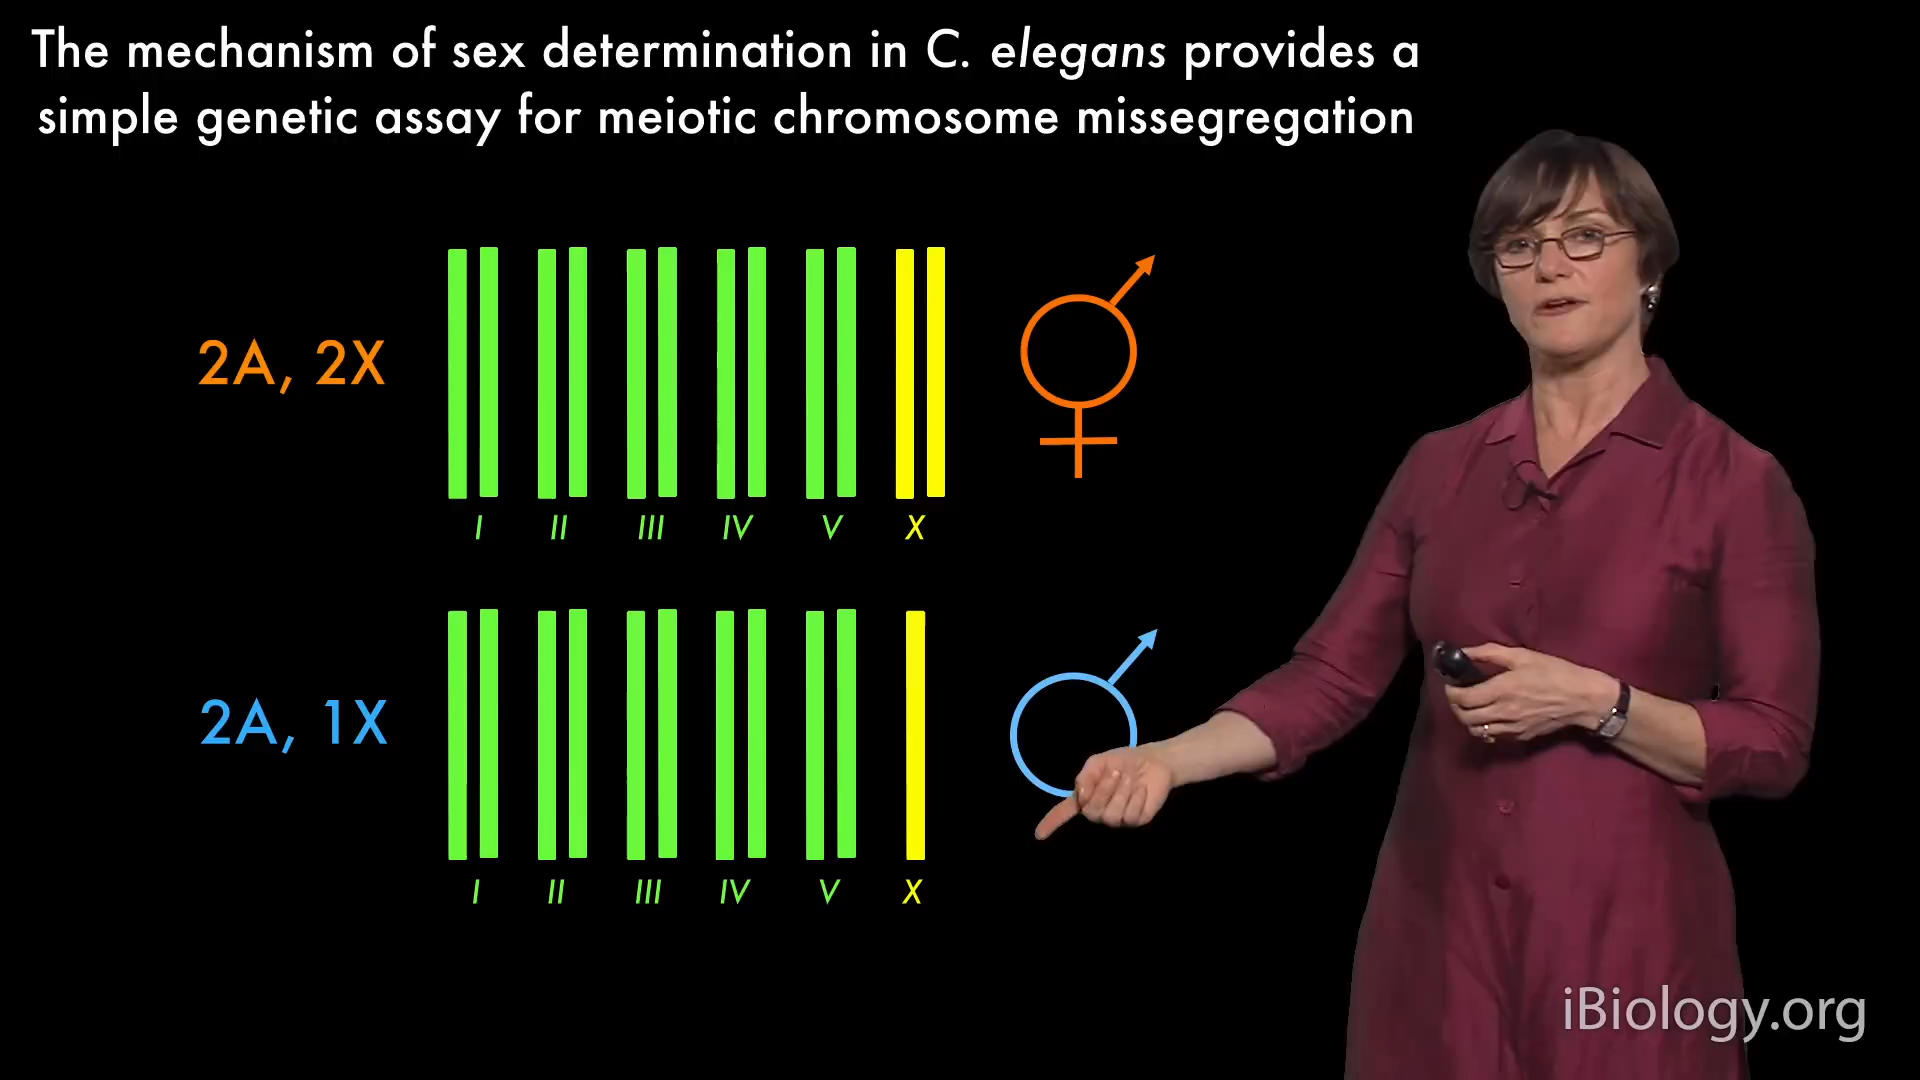 The mechanism of sex determination in C. elegans provides a
simple genetic assay for meiotic chromosome missegregation
2A, 2X
I II III IV V X
2A, 1X
I II III IV V X
iBiology.org